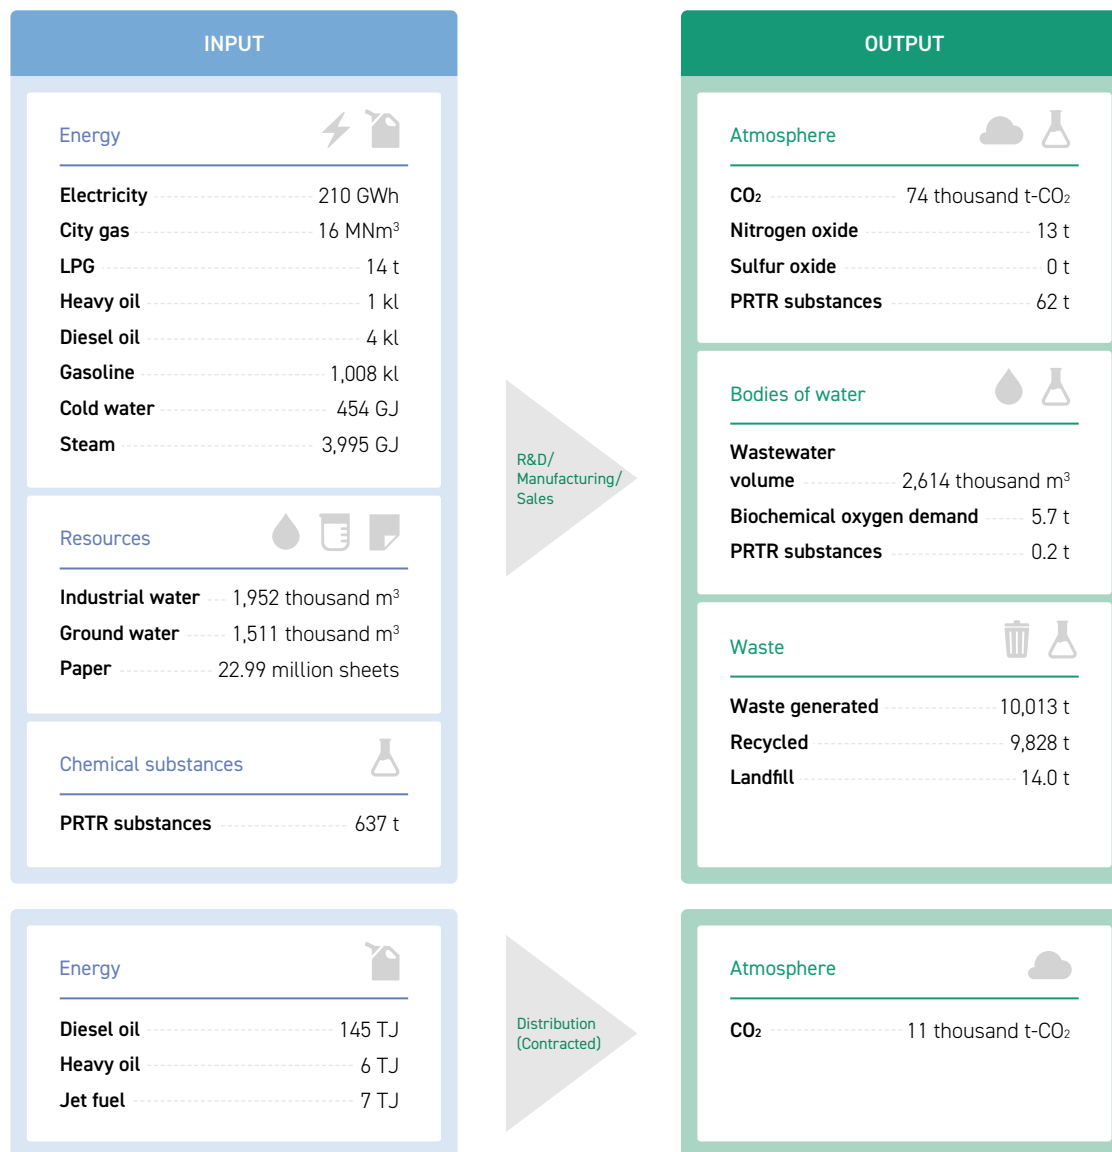 INPUT
Energy
Electricity 210 GWh
City gas 16 MNm³
LPG 14 t
Heavy oil 1 kl
Diesel oil 4 kl
Gasoline 1,008 kl
Cold water 454 GJ
Steam 3,995 GJ
Resources
Industrial water 1,952 thousand m³
Ground water 1,511 thousand m³
Paper 22.99 million sheets
Chemical substances
PRTR substances 637 t
R&D/
Manufacturing/
Sales
OUTPUT
Atmosphere
CO₂ 74 thousand t-CO₂
Nitrogen oxide 13 t
Sulfur oxide 0 t
PRTR substances 62 t
Bodies of water
Wastewater
volume 2,614 thousand m³
Biochemical oxygen demand 5.7 t
PRTR substances 0.2 t
Waste
Waste generated 10,013 t
Recycled 9,828 t
Landfill 14.0 t
Energy
Diesel oil 145 TJ
Heavy oil 6 TJ
Jet fuel 7 TJ
Distribution
(Contracted)
Atmosphere
CO₂ 11 thousand t-CO₂